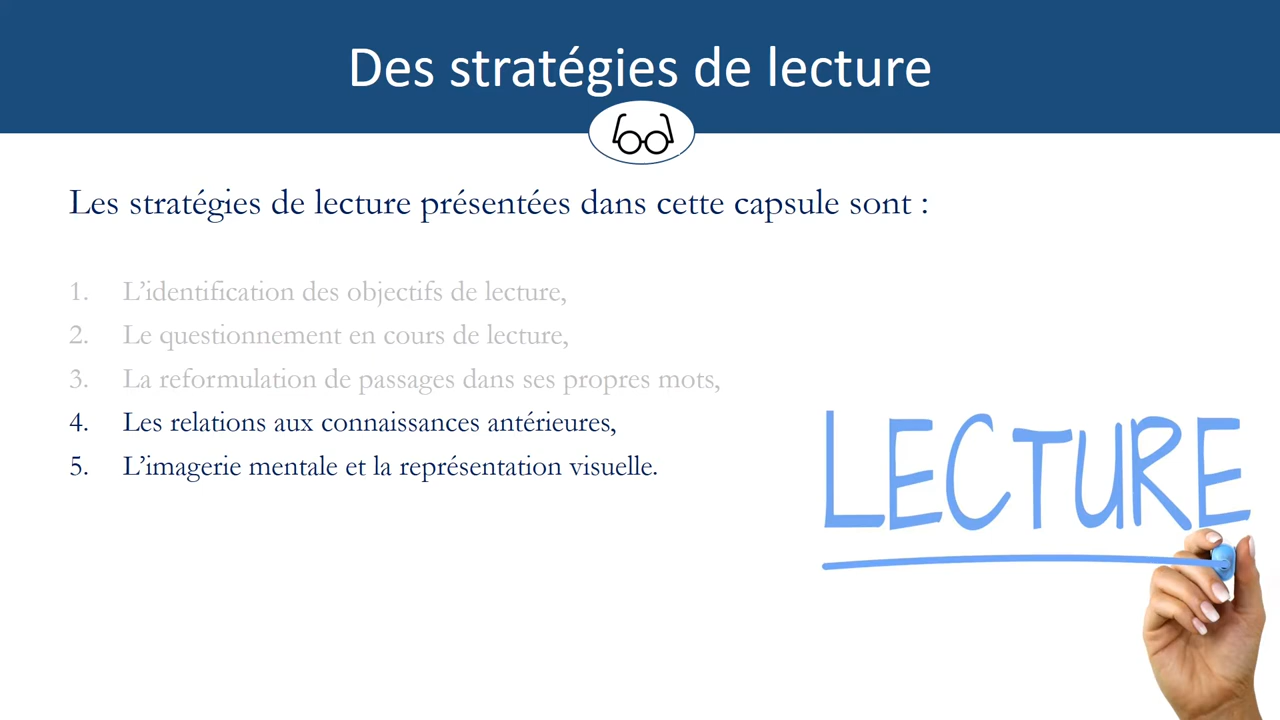 Des stratégies de lecture
Les stratégies de lecture présentées dans cette capsule sont :
1. L’identification des objectifs de lecture,
2. Le questionnement en cours de lecture,
3. La reformulation de passages dans ses propres mots,
4. Les relations aux connaissances antérieures,
5. L’imagerie mentale et la représentation visuelle.
LECTURE